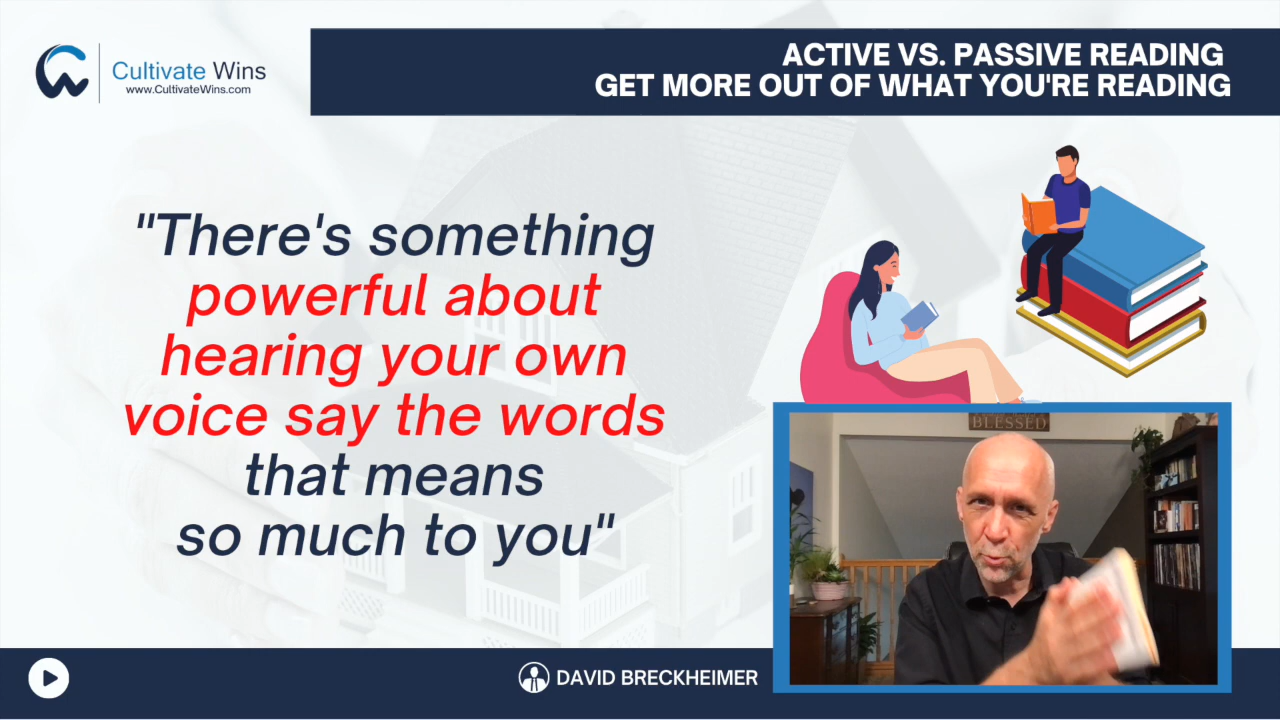 Cultivate Wins
www.CultivateWins.com
ACTIVE VS. PASSIVE READING
GET MORE OUT OF WHAT YOU'RE READING
"There's something
powerful about
hearing your own
voice say the words
that means
so much to you"
BLESSED
DAVID BRECKHEIMER